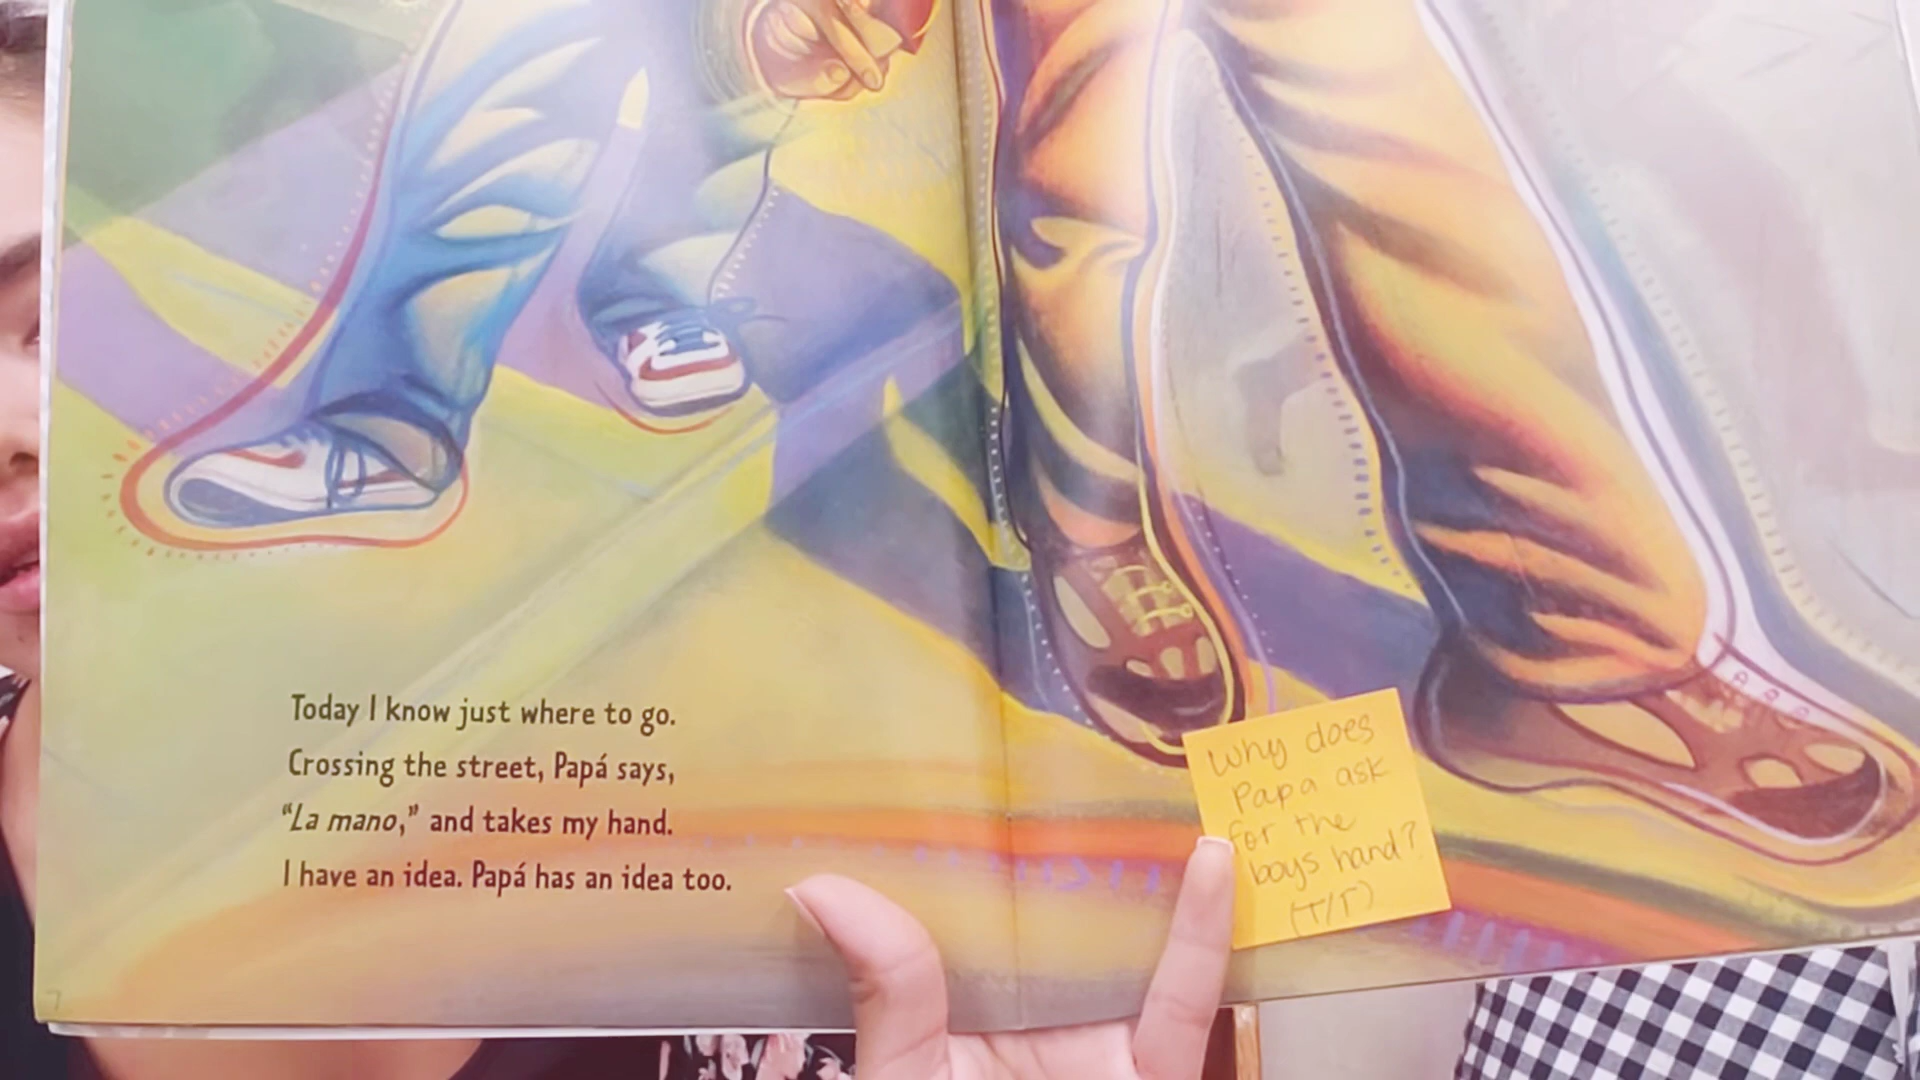 Today I know just where to go.
Crossing the street, Papá says,
“La mano,” and takes my hand.
I have an idea. Papá has an idea too.
Why does
Papa ask
for the
boys hand?
(T/T)
7